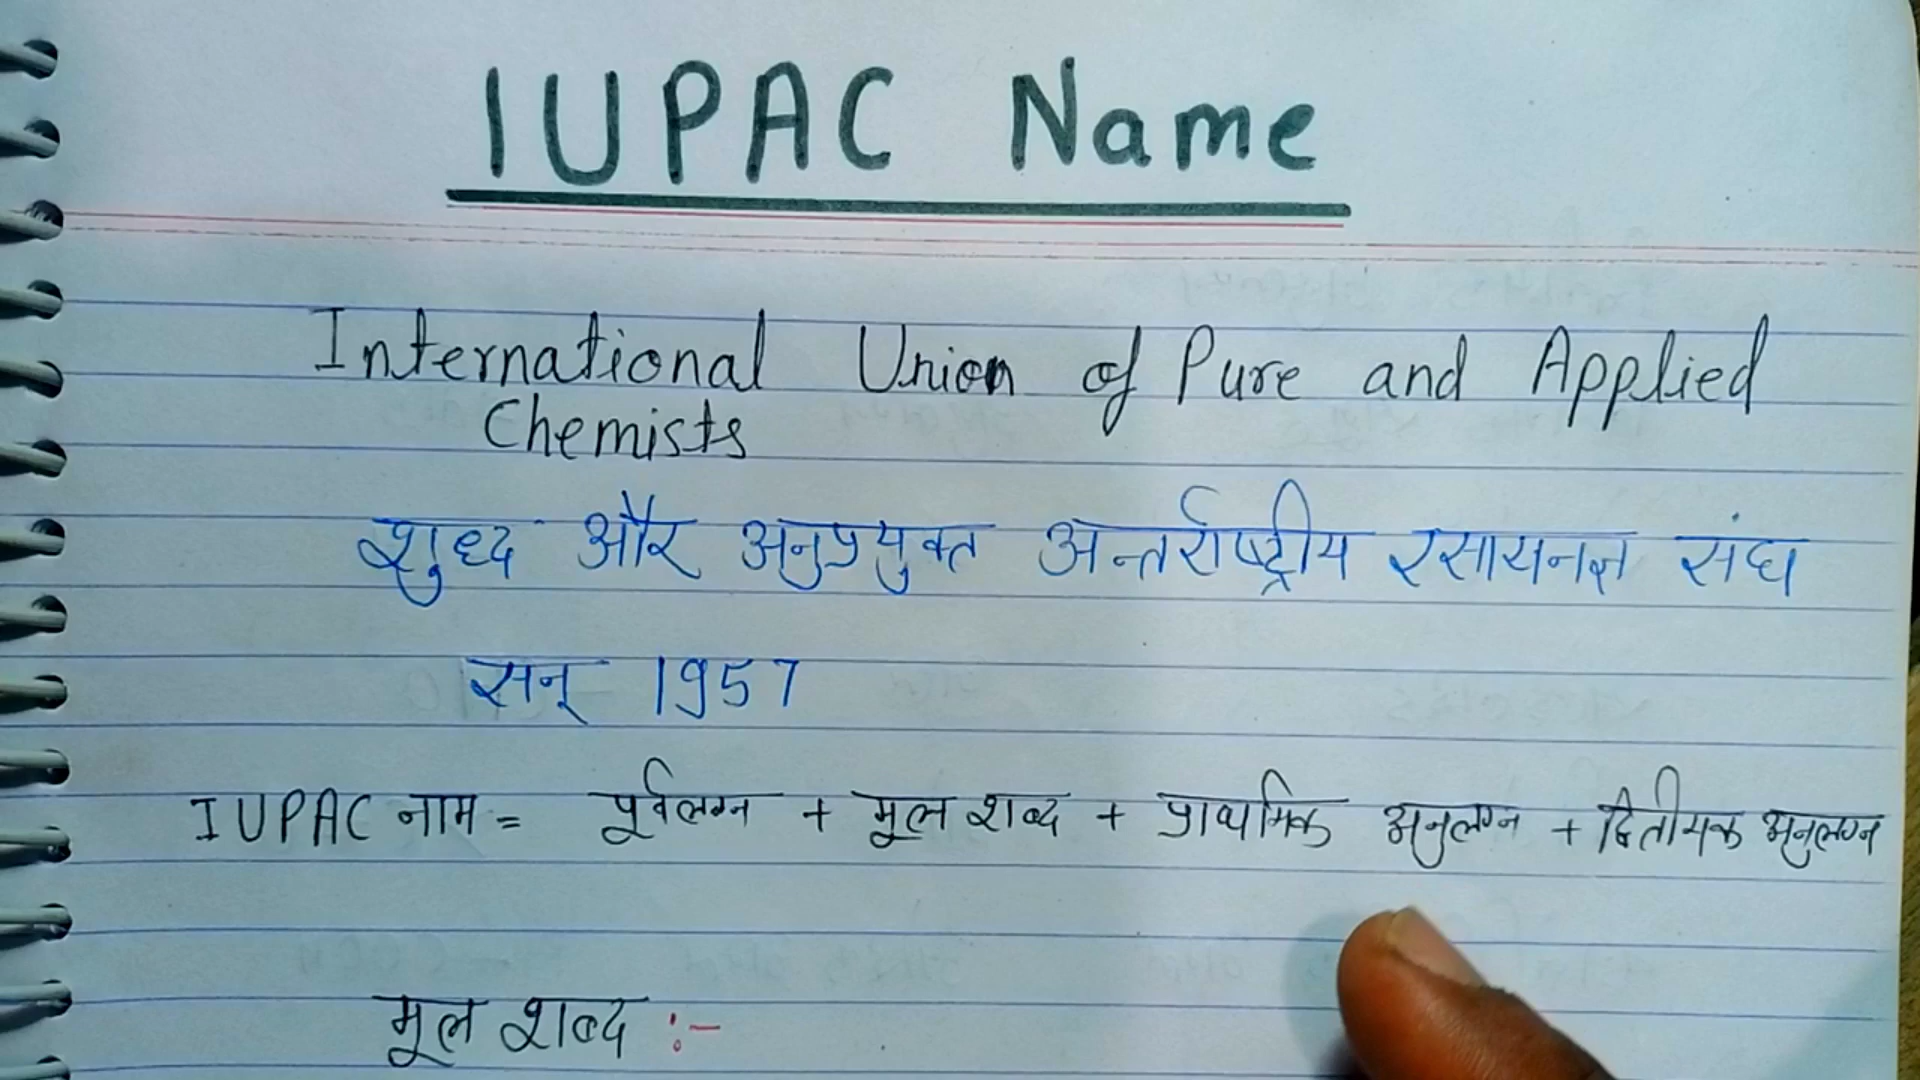 IUPAC Name
International Union of Pure and Applied
Chemists
शुध्द और अनुप्रयुक्त अन्तर्राष्ट्रीय रसायनज्ञ संघ
सन् 1957
IUPAC नाम = पूर्वलग्न + मूल शब्द + प्राथमिक अनुलग्न + द्वितीयक अनुलग्न
मूल शब्द :-